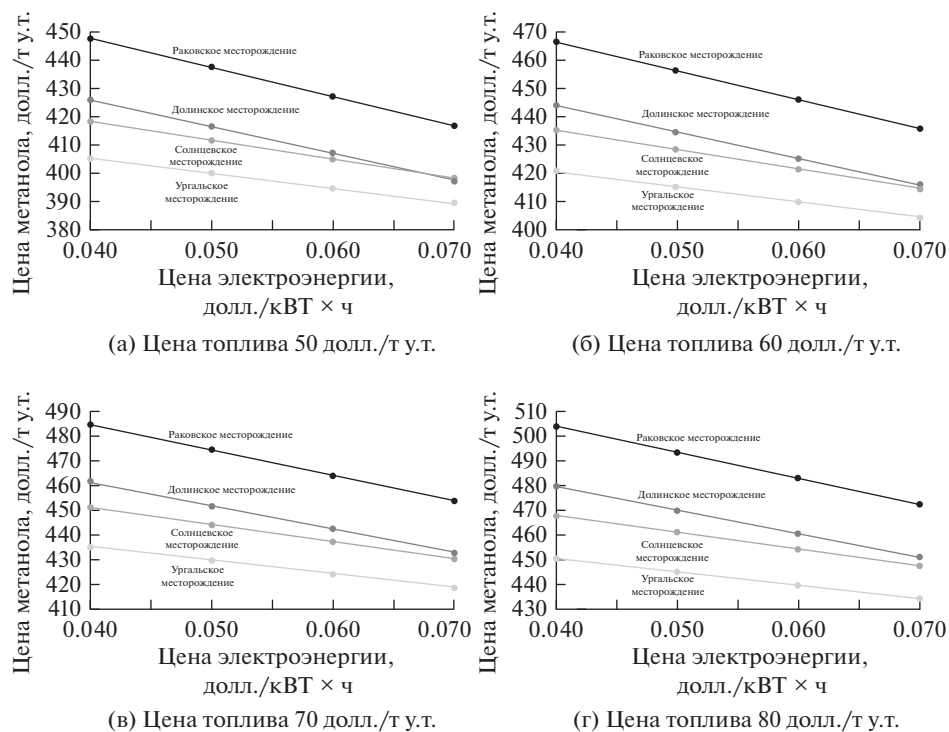 Цена метанола, долл./т у.т.
450
440
430
420
410
400
390
380
Раковское месторождение
Долинское месторождение
Солнцевское
месторождение
Ургальское
месторождение
0.040 0.050 0.060 0.070
Цена электроэнергии,
долл./кВТ × ч
(а) Цена топлива 50 долл./т у.т.
Цена метанола, долл./т у.т.
470
460
450
440
430
420
410
400
Раковское месторождение
Долинское месторождение
Солнцевское
месторождение
Ургальское
месторождение
0.040 0.050 0.060 0.070
Цена электроэнергии,
долл./кВТ × ч
(б) Цена топлива 60 долл./т у.т.
Цена метанола, долл./т у.т.
490
480
470
460
450
440
430
420
410
Раковское месторождение
Долинское месторождение
Солнцевское
месторождение
Ургальское
месторождение
0.040 0.050 0.060 0.070
Цена электроэнергии,
долл./кВТ × ч
(в) Цена топлива 70 долл./т у.т.
Цена метанола, долл./т у.т.
510
500
490
480
470
460
450
440
430
Раковское месторождение
Долинское месторождение
Солнцевское
месторождение
Ургальское
месторождение
0.040 0.050 0.060 0.070
Цена электроэнергии,
долл./кВТ × ч
(г) Цена топлива 80 долл./т у.т.